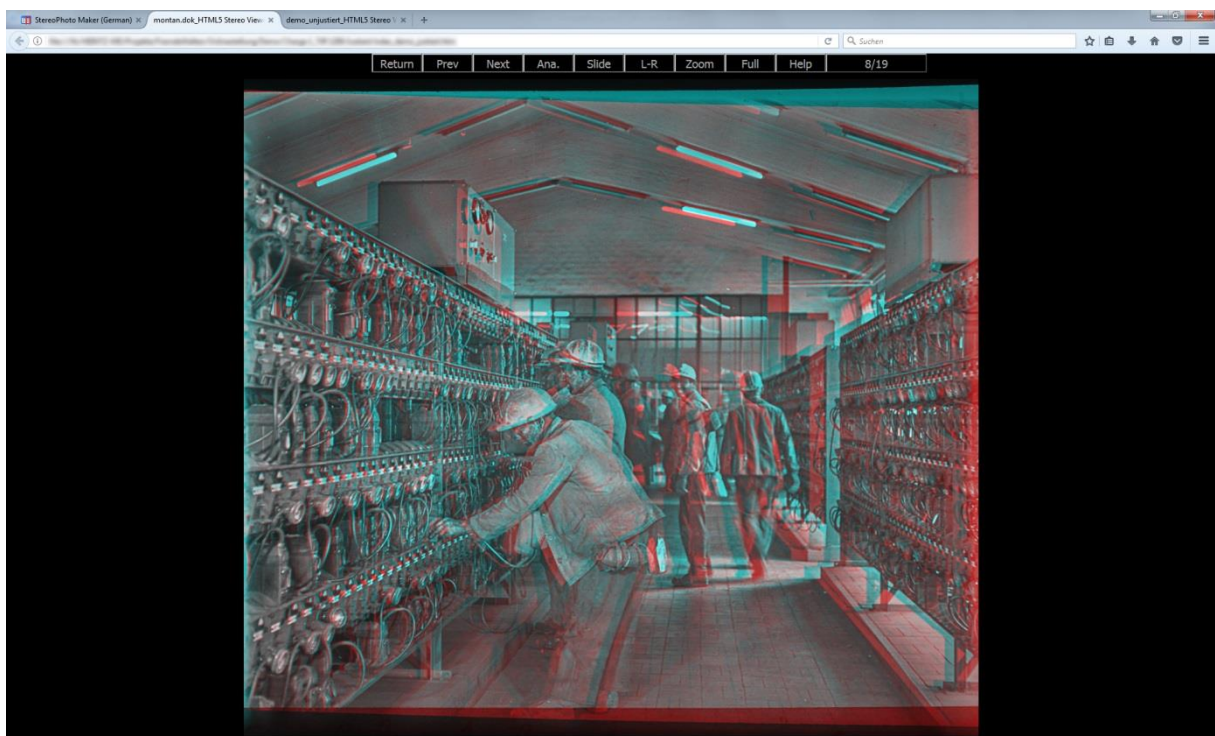 StereoPhoto Maker (German) × montan.dok_HTML5 Stereo View × demo_unjustiert_HTML5 Stereo V × +
Suchen
Return Prev Next Ana. Slide L-R Zoom Full Help 8/19